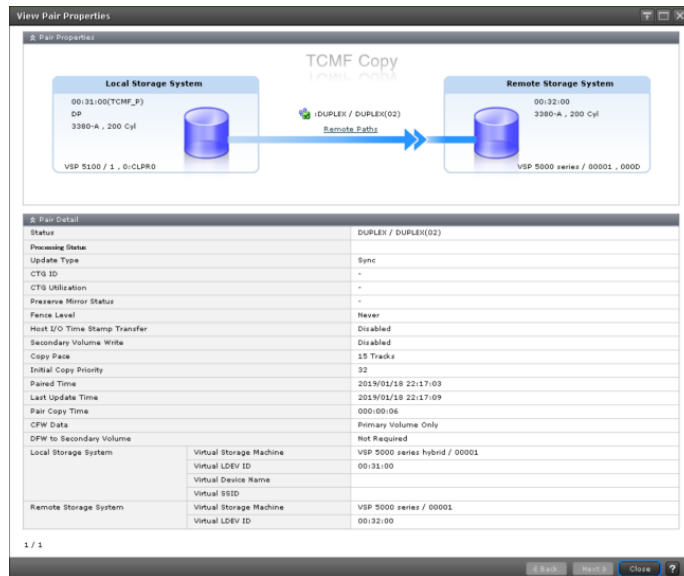 View Pair Properties
Pair Properties
TCMF Copy
Local Storage System
00:31:00(TCMF_P)
DP
3380-A , 200 Cyl
VSP 5100 / 1 , 0:CLPR0
:DUPLEX / DUPLEX(02)
Remote Paths
Remote Storage System
00:32:00
3380-A , 200 Cyl
VSP 5000 series / 00001 , 000D
Pair Detail
Status DUPLEX / DUPLEX(02)
Processing Status
Update Type Sync
CTG ID -
CTG Utilization -
Preserve Mirror Status -
Fence Level Never
Host I/O Time Stamp Transfer Disabled
Secondary Volume Write Disabled
Copy Pace 15 Tracks
Initial Copy Priority 32
Paired Time 2019/01/18 22:17:03
Last Update Time 2019/01/18 22:17:09
Pair Copy Time 000:00:06
CFW Data Primary Volume Only
DFW to Secondary Volume Not Required
Local Storage System Virtual Storage Machine VSP 5000 series hybrid / 00001
Virtual LDEV ID 00:31:00
Virtual Device Name
Virtual SSID
Remote Storage System Virtual Storage Machine VSP 5000 series / 00001
Virtual LDEV ID 00:32:00
1 / 1
Back Next Close ?